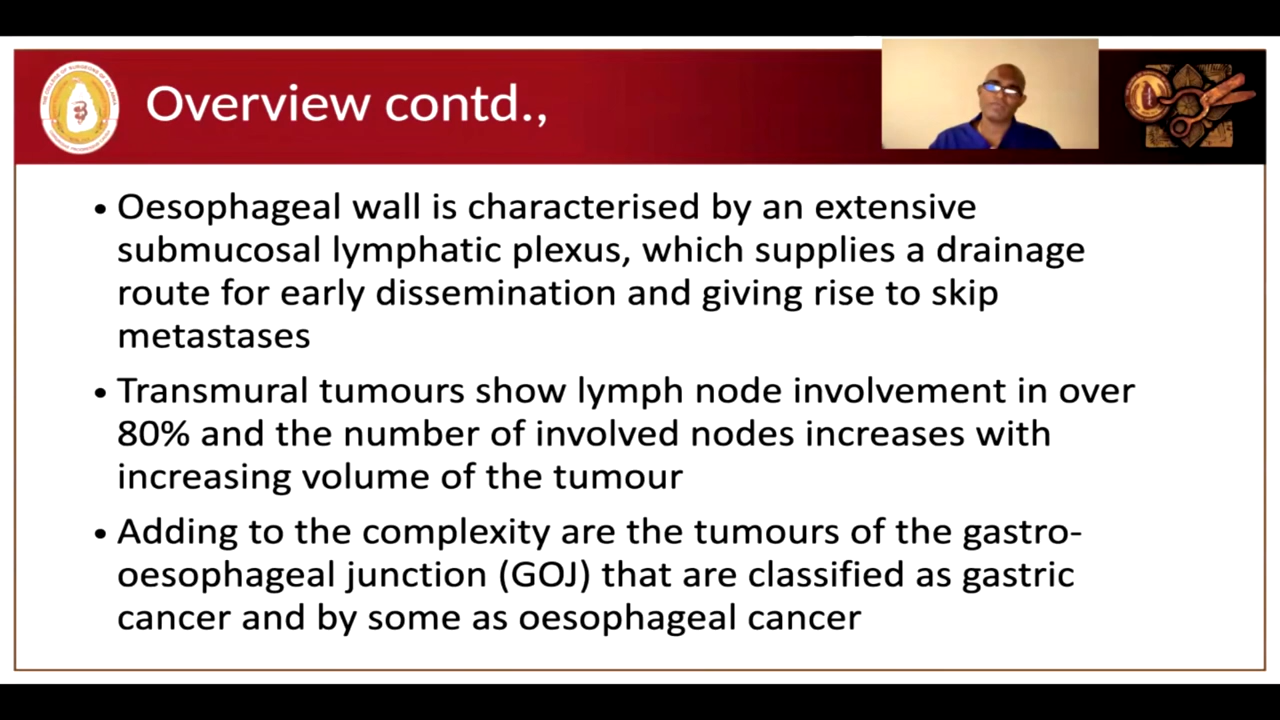 Overview contd.,
• Oesophageal wall is characterised by an extensive
submucosal lymphatic plexus, which supplies a drainage
route for early dissemination and giving rise to skip
metastases
• Transmural tumours show lymph node involvement in over
80% and the number of involved nodes increases with
increasing volume of the tumour
• Adding to the complexity are the tumours of the gastro-
oesophageal junction (GOJ) that are classified as gastric
cancer and by some as oesophageal cancer